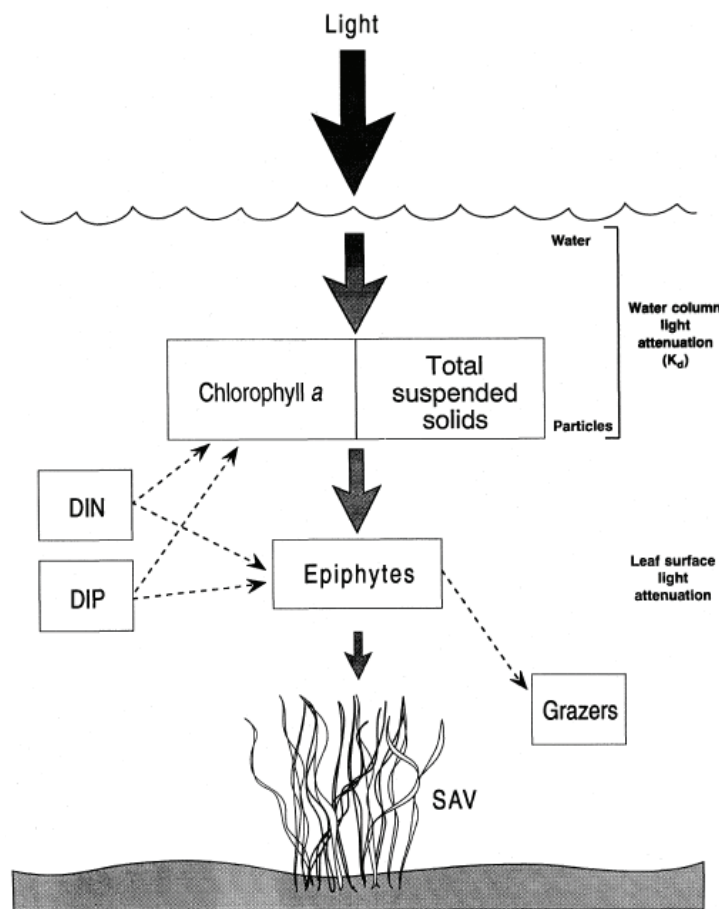 Light
Water
Water column
light
attenuation
(Kd)
Chlorophyll a
Total
suspended
solids
Particles
DIN
Epiphytes
Leaf surface
light
attenuation
DIP
Grazers
SAV